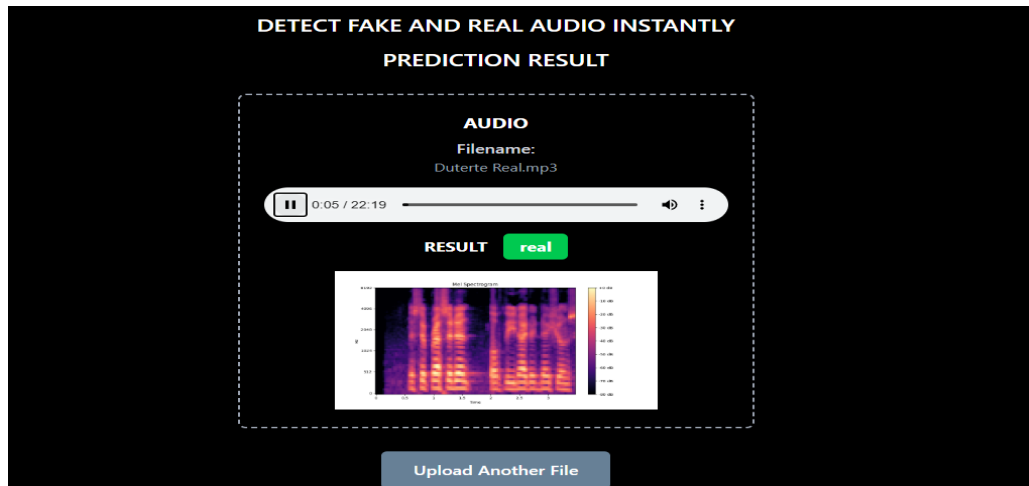 DETECT FAKE AND REAL AUDIO INSTANTLY
PREDICTION RESULT
AUDIO
Filename:
Duterte Real.mp3
0:05 / 22:19
RESULT real
Mel Spectrogram
Time
Upload Another File